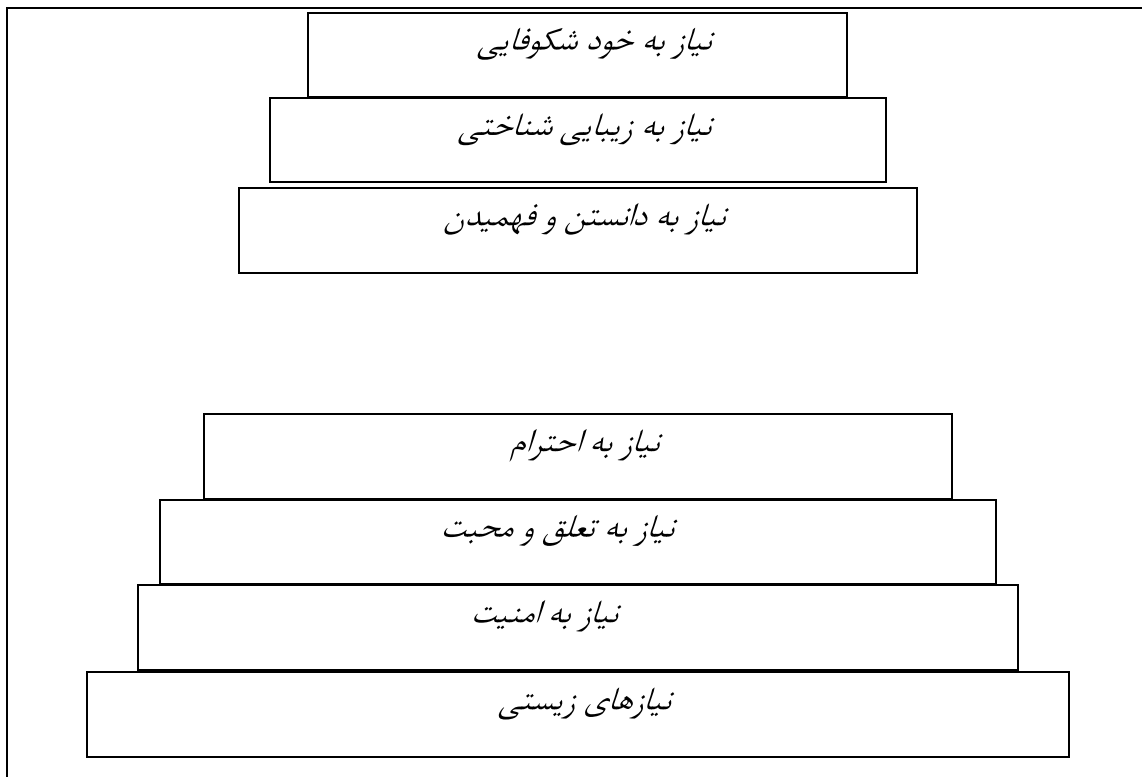 نیاز به خود شکوفایی
نیاز به زیبایی شناختی
نیاز به دانستن و فهمیدن
نیاز به احترام
نیاز به تعلق و محبت
نیاز به امنیت
نیازهای زیستی